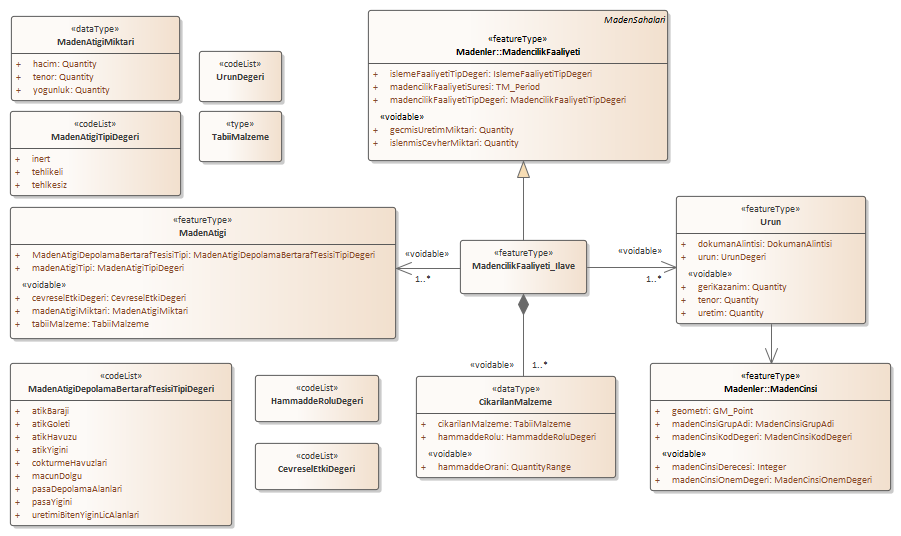 «dataType»
MadenAtigiMiktari
+ hacim: Quantity
+ tenor: Quantity
+ yogunluk: Quantity
«codeList»
UrunDegeri
«codeList»
MadenAtigiTipiDegeri
+ inert
+ tehlikeli
+ tehlkesiz
«type»
TabiiMalzeme
MadenSahalari
«featureType»
Madenler::MadencilikFaaliyeti
+ islemeFaaliyetiTipDegeri: IslemeFaaliyetiTipDegeri
+ madencilikFaaliyetiSuresi: TM_Period
+ madencilikFaaliyetiTipDegeri: MadencilikFaaliyetiTipDegeri
«voidable»
+ gecmisUretimMiktari: Quantity
+ islenmisCevherMiktari: Quantity
«featureType»
MadenAtigi
+ MadenAtigiDepolamaBertarafTesisiTipi: MadenAtigiDepolamaBertarafTesisiTipiDegeri
+ madenAtigiTipi: MadenAtigiTipiDegeri
«voidable»
+ cevreselEtkiDegeri: CevreselEtkiDegeri
+ madenAtigiMiktari: MadenAtigiMiktari
+ tabiiMalzeme: TabiiMalzeme
«voidable»
1..*
«featureType»
MadencilikFaaliyeti_Ilave
«voidable»
1..*
«featureType»
Urun
+ dokumanAlintisi: DokumanAlintisi
+ urun: UrunDegeri
«voidable»
+ geriKazanim: Quantity
+ tenor: Quantity
+ uretim: Quantity
«voidable»
1..*
«codeList»
MadenAtigiDepolamaBertarafTesisiTipiDegeri
+ atikBaraji
+ atikGoleti
+ atikHavuzu
+ atikYigini
+ cokturmeHavuzlari
+ macunDolgu
+ pasaDepolamaAlanlari
+ pasaYigini
+ uretimiBitenYiginLicAlanlari
«codeList»
HammaddeRoluDegeri
«codeList»
CevreselEtkiDegeri
«dataType»
CikarilanMalzeme
+ cikarilanMalzeme: TabiiMalzeme
+ hammaddeRolu: HammaddeRoluDegeri
«voidable»
+ hammaddeOrani: QuantityRange
«featureType»
Madenler::MadenCinsi
+ geometri: GM_Point
+ madenCinsiGrupAdi: MadenCinsiGrupAdi
+ madenCinsiKodDegeri: MadenCinsiKodDegeri
«voidable»
+ madenCinsiDerecesi: Integer
+ madenCinsiOnemDegeri: MadenCinsiOnemDegeri